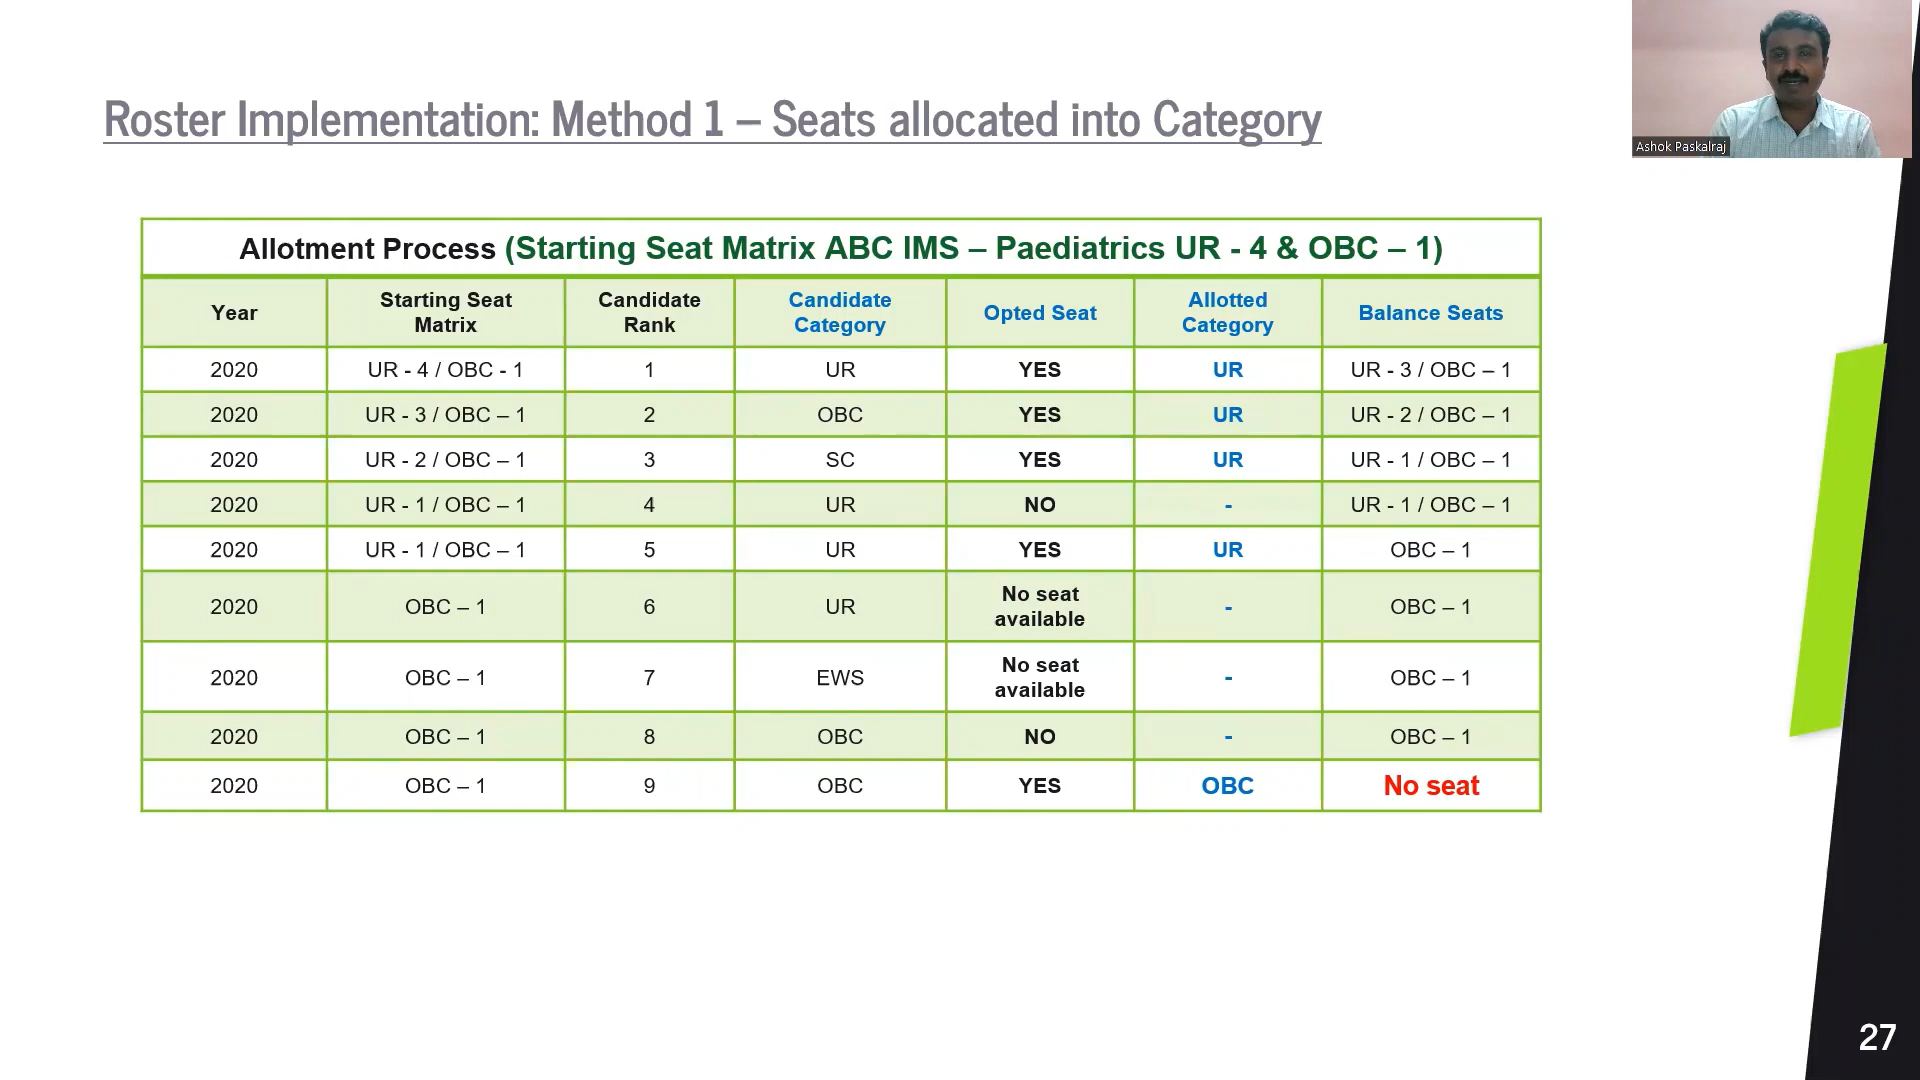 Roster Implementation: Method 1 – Seats allocated into Category
Ashok Paskalraj
Allotment Process (Starting Seat Matrix ABC IMS – Paediatrics UR - 4 & OBC – 1)
Year Starting Seat Matrix Candidate Rank Candidate Category Opted Seat Allotted Category Balance Seats
2020 UR - 4 / OBC - 1 1 UR YES UR UR - 3 / OBC – 1
2020 UR - 3 / OBC – 1 2 OBC YES UR UR - 2 / OBC – 1
2020 UR - 2 / OBC – 1 3 SC YES UR UR - 1 / OBC – 1
2020 UR - 1 / OBC – 1 4 UR NO - UR - 1 / OBC – 1
2020 UR - 1 / OBC – 1 5 UR YES UR OBC – 1
2020 OBC – 1 6 UR No seat available - OBC – 1
2020 OBC – 1 7 EWS No seat available - OBC – 1
2020 OBC – 1 8 OBC NO - OBC – 1
2020 OBC – 1 9 OBC YES OBC No seat
27